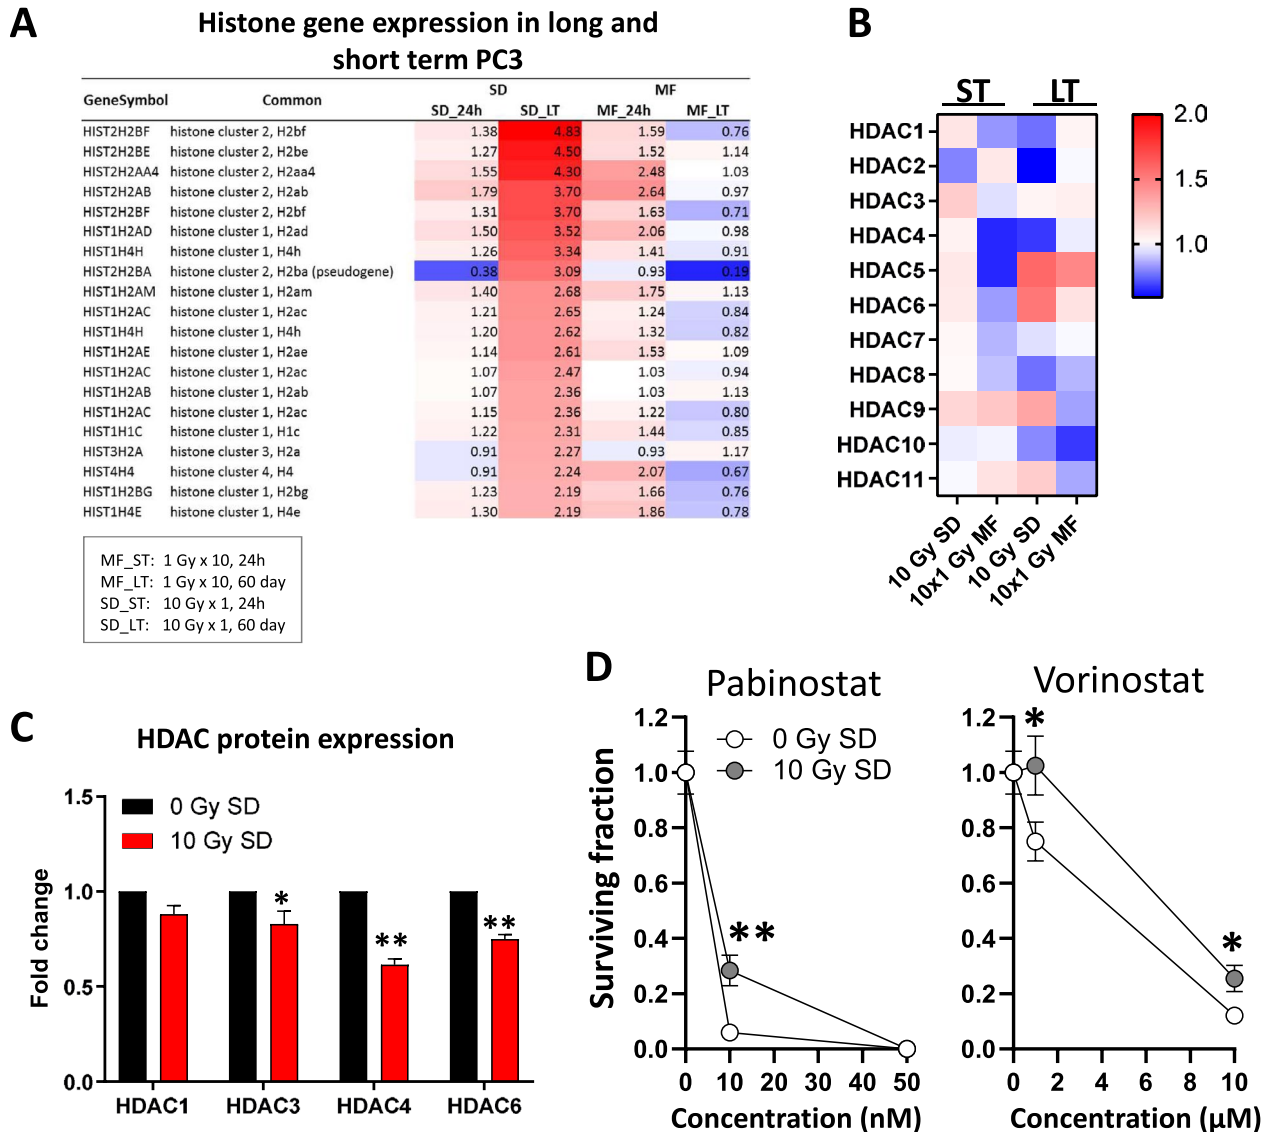 A
Histone gene expression in long and
short term PC3
SD MF
GeneSymbol Common SD_24h SD_LT MF_24h MF_LT
HIST2H2BF histone cluster 2, H2bf 1.38 4.83 1.59 0.76
HIST2H2BE histone cluster 2, H2be 1.27 4.50 1.52 1.14
HIST2H2AA4 histone cluster 2, H2aa4 1.55 4.30 2.48 1.03
HIST2H2AB histone cluster 2, H2ab 1.79 3.70 2.64 0.97
HIST2H2BF histone cluster 2, H2bf 1.31 3.70 1.63 0.71
HIST1H2AD histone cluster 1, H2ad 1.50 3.52 2.06 0.98
HIST1H4H histone cluster 1, H4h 1.26 3.34 1.41 0.91
HIST2H2BA histone cluster 2, H2ba (pseudogene) 0.38 3.09 0.93 0.19
HIST1H2AM histone cluster 1, H2am 1.40 2.68 1.75 1.13
HIST1H2AC histone cluster 1, H2ac 1.21 2.65 1.24 0.84
HIST1H4H histone cluster 1, H4h 1.20 2.62 1.32 0.82
HIST1H2AE histone cluster 1, H2ae 1.14 2.61 1.53 1.09
HIST1H2AC histone cluster 1, H2ac 1.07 2.47 1.03 0.94
HIST1H2AB histone cluster 1, H2ab 1.07 2.36 1.03 1.13
HIST1H2AC histone cluster 1, H2ac 1.15 2.36 1.22 0.80
HIST1H1C histone cluster 1, H1c 1.22 2.31 1.44 0.85
HIST3H2A histone cluster 3, H2a 0.91 2.27 0.93 1.17
HIST4H4 histone cluster 4, H4 0.91 2.24 2.07 0.67
HIST1H2BG histone cluster 1, H2bg 1.23 2.19 1.66 0.76
HIST1H4E histone cluster 1, H4e 1.30 2.19 1.86 0.78
MF_ST: 1 Gy x 10, 24h
MF_LT: 1 Gy x 10, 60 day
SD_ST: 10 Gy x 1, 24h
SD_LT: 10 Gy x 1, 60 day
B
ST LT
HDAC1
HDAC2
HDAC3
HDAC4
HDAC5
HDAC6
HDAC7
HDAC8
HDAC9
HDAC10
HDAC11
10 Gy SD
10x1 Gy MF
10 Gy SD
10x1 Gy MF
2.0
1.5
1.0
C
HDAC protein expression
Fold change
1.5
1.0
0.5
0.0
0 Gy SD
10 Gy SD
*
**
**
HDAC1 HDAC3 HDAC4 HDAC6
D
Pabinostat
Surviving fraction
1.2
1.0
0.8
0.6
0.4
0.2
0.0
0 Gy SD
10 Gy SD
**
0 10 20 30 40 50
Concentration (nM)
Vorinostat
1.2
1.0
0.8
0.6
0.4
0.2
0.0
*
*
0 2 4 6 8 10
Concentration (µM)